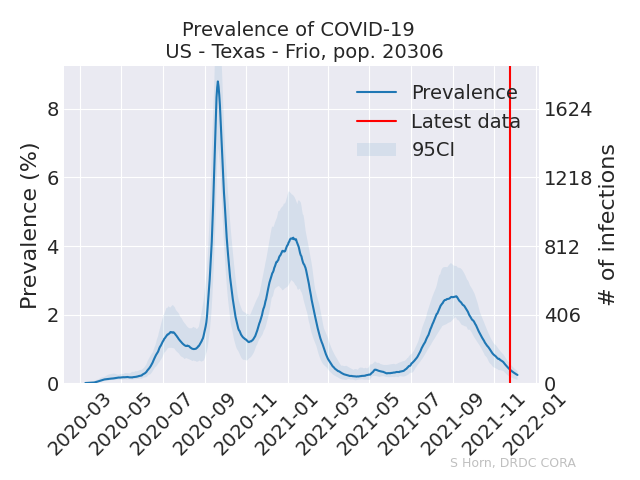 Prevalence of COVID-19
US - Texas - Frio, pop. 20306
Prevalence
Latest data
95CI
Prevalence (%)
8
6
4
2
0
1624
1218
812
406
0
# of infections
2020-03
2020-05
2020-07
2020-09
2020-11
2021-01
2021-03
2021-05
2021-07
2021-09
2021-11
2022-01
S Horn, DRDC CORA